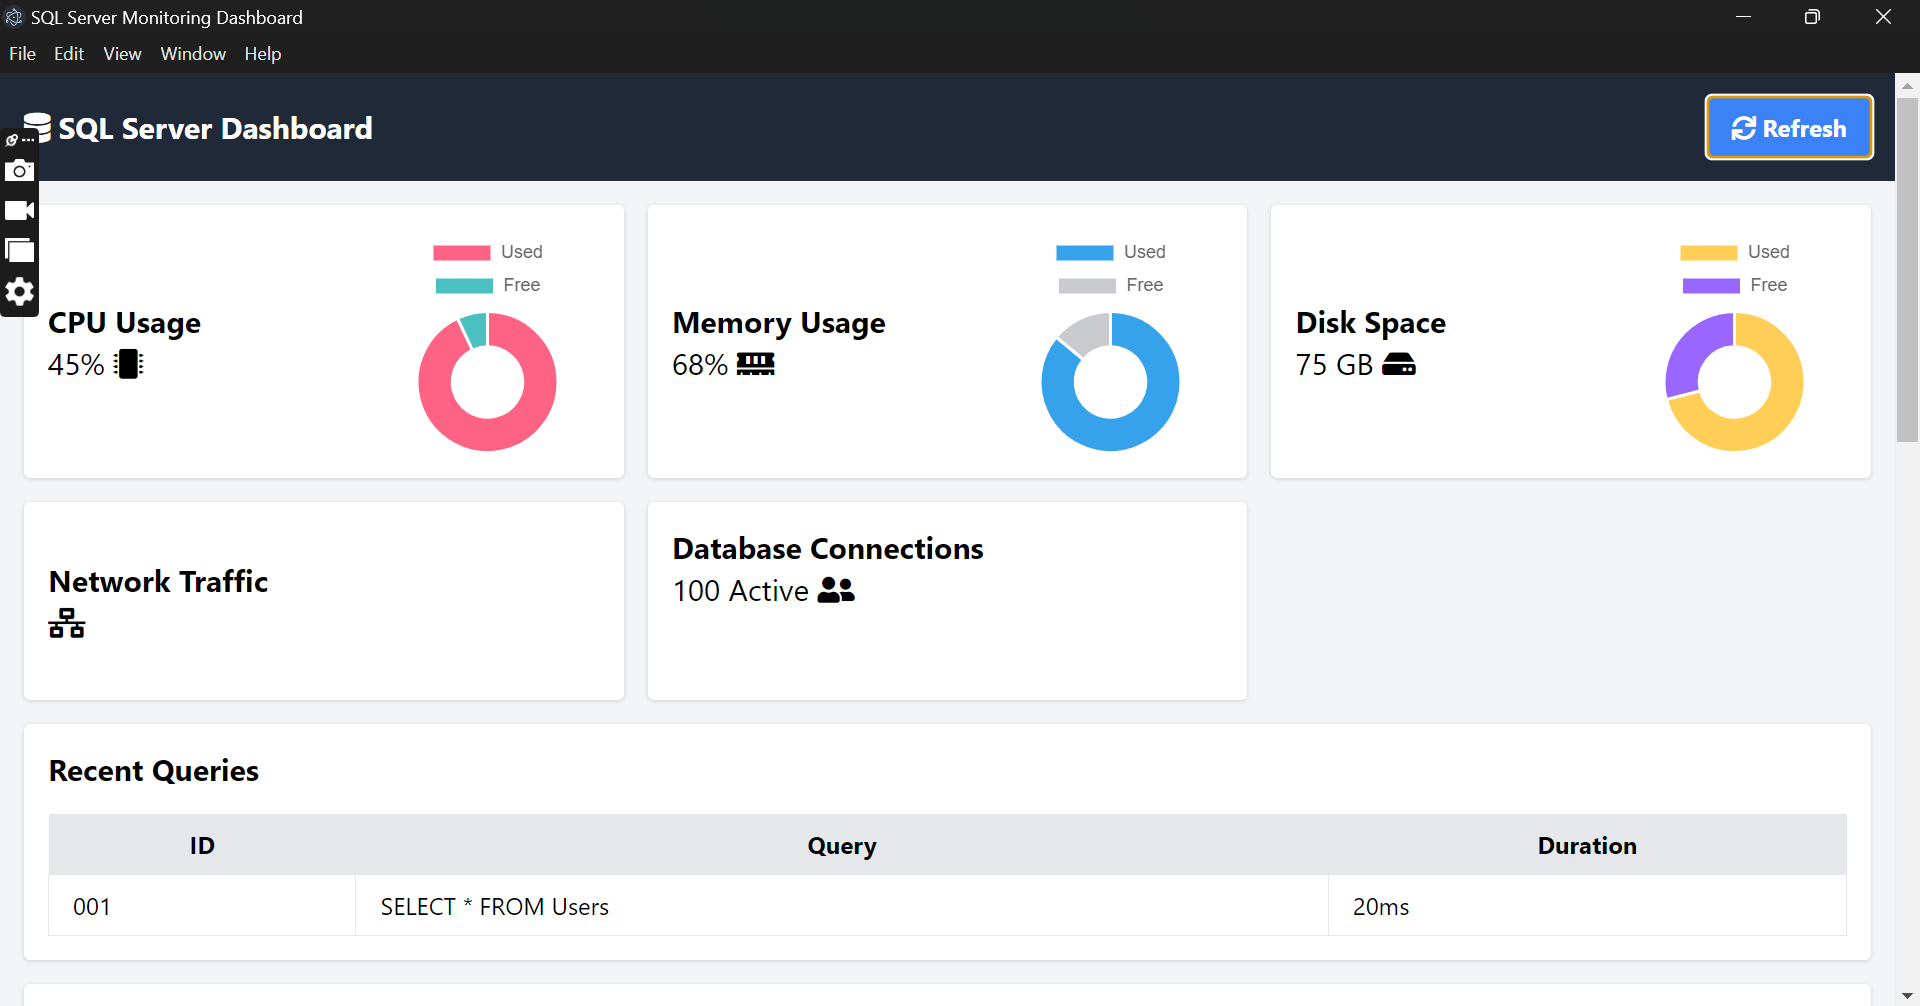 SQL Server Monitoring Dashboard
File Edit View Window Help
SQL Server Dashboard
Refresh
Used
Free
CPU Usage
45%
Used
Free
Memory Usage
68%
Used
Free
Disk Space
75 GB
Network Traffic
Database Connections
100 Active
Recent Queries
ID Query Duration
001 SELECT * FROM Users 20ms